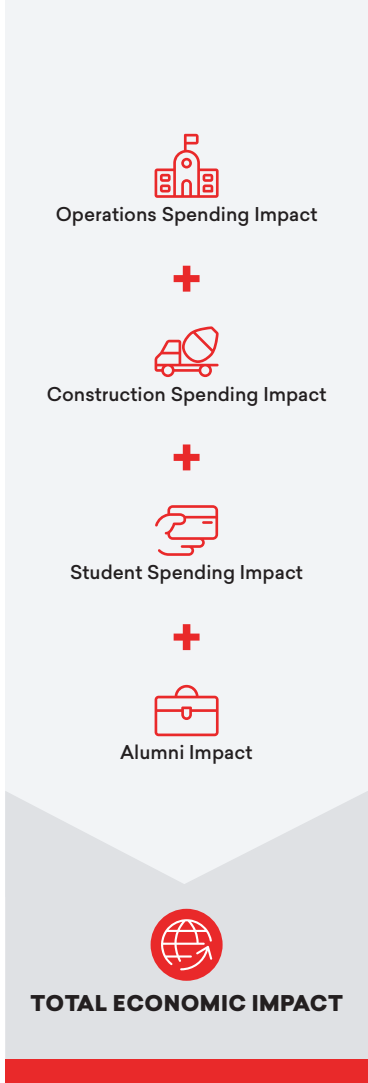 Operations Spending Impact
+
Construction Spending Impact
+
Student Spending Impact
+
Alumni Impact
TOTAL ECONOMIC IMPACT